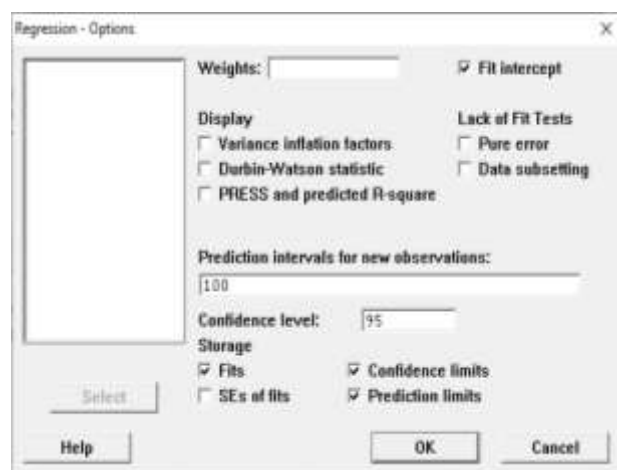 Regression - Options
Weights:
Fit intercept
Display
Lack of Fit Tests
Variance inflation factors
Pure error
Durbin-Watson statistic
Data subsetting
PRESS and predicted R-square
Prediction intervals for new observations:
100
Confidence level: 95
Storage
Fits
Confidence limits
Select
SEs of fits
Prediction limits
Help
OK
Cancel